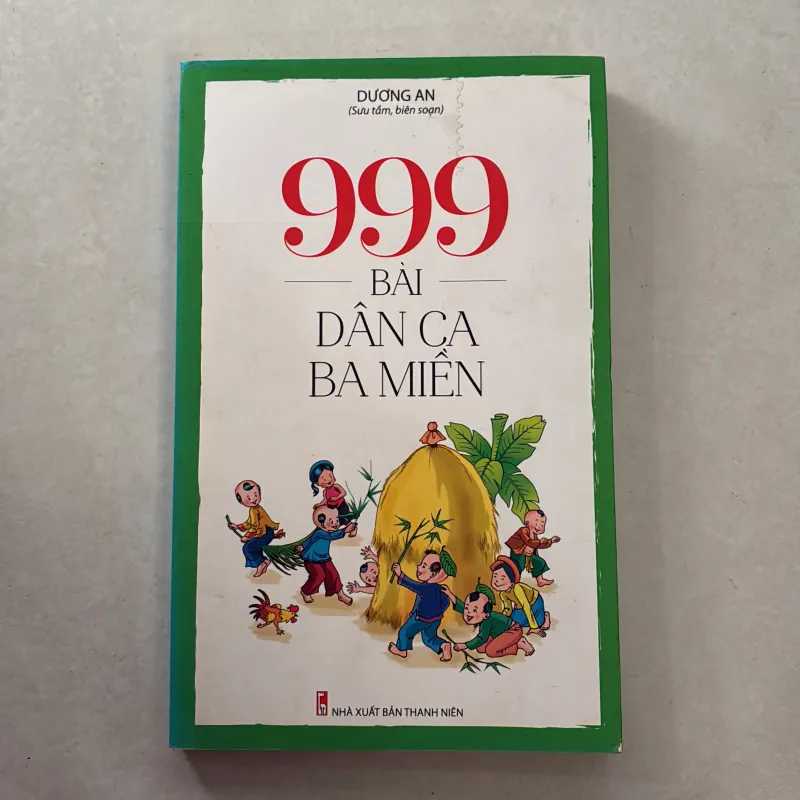 DƯƠNG AN
(Sưu tầm, biên soạn)
999
BÀI
DÂN CA
BA MIỀN
NHÀ XUẤT BẢN THANH NIÊN